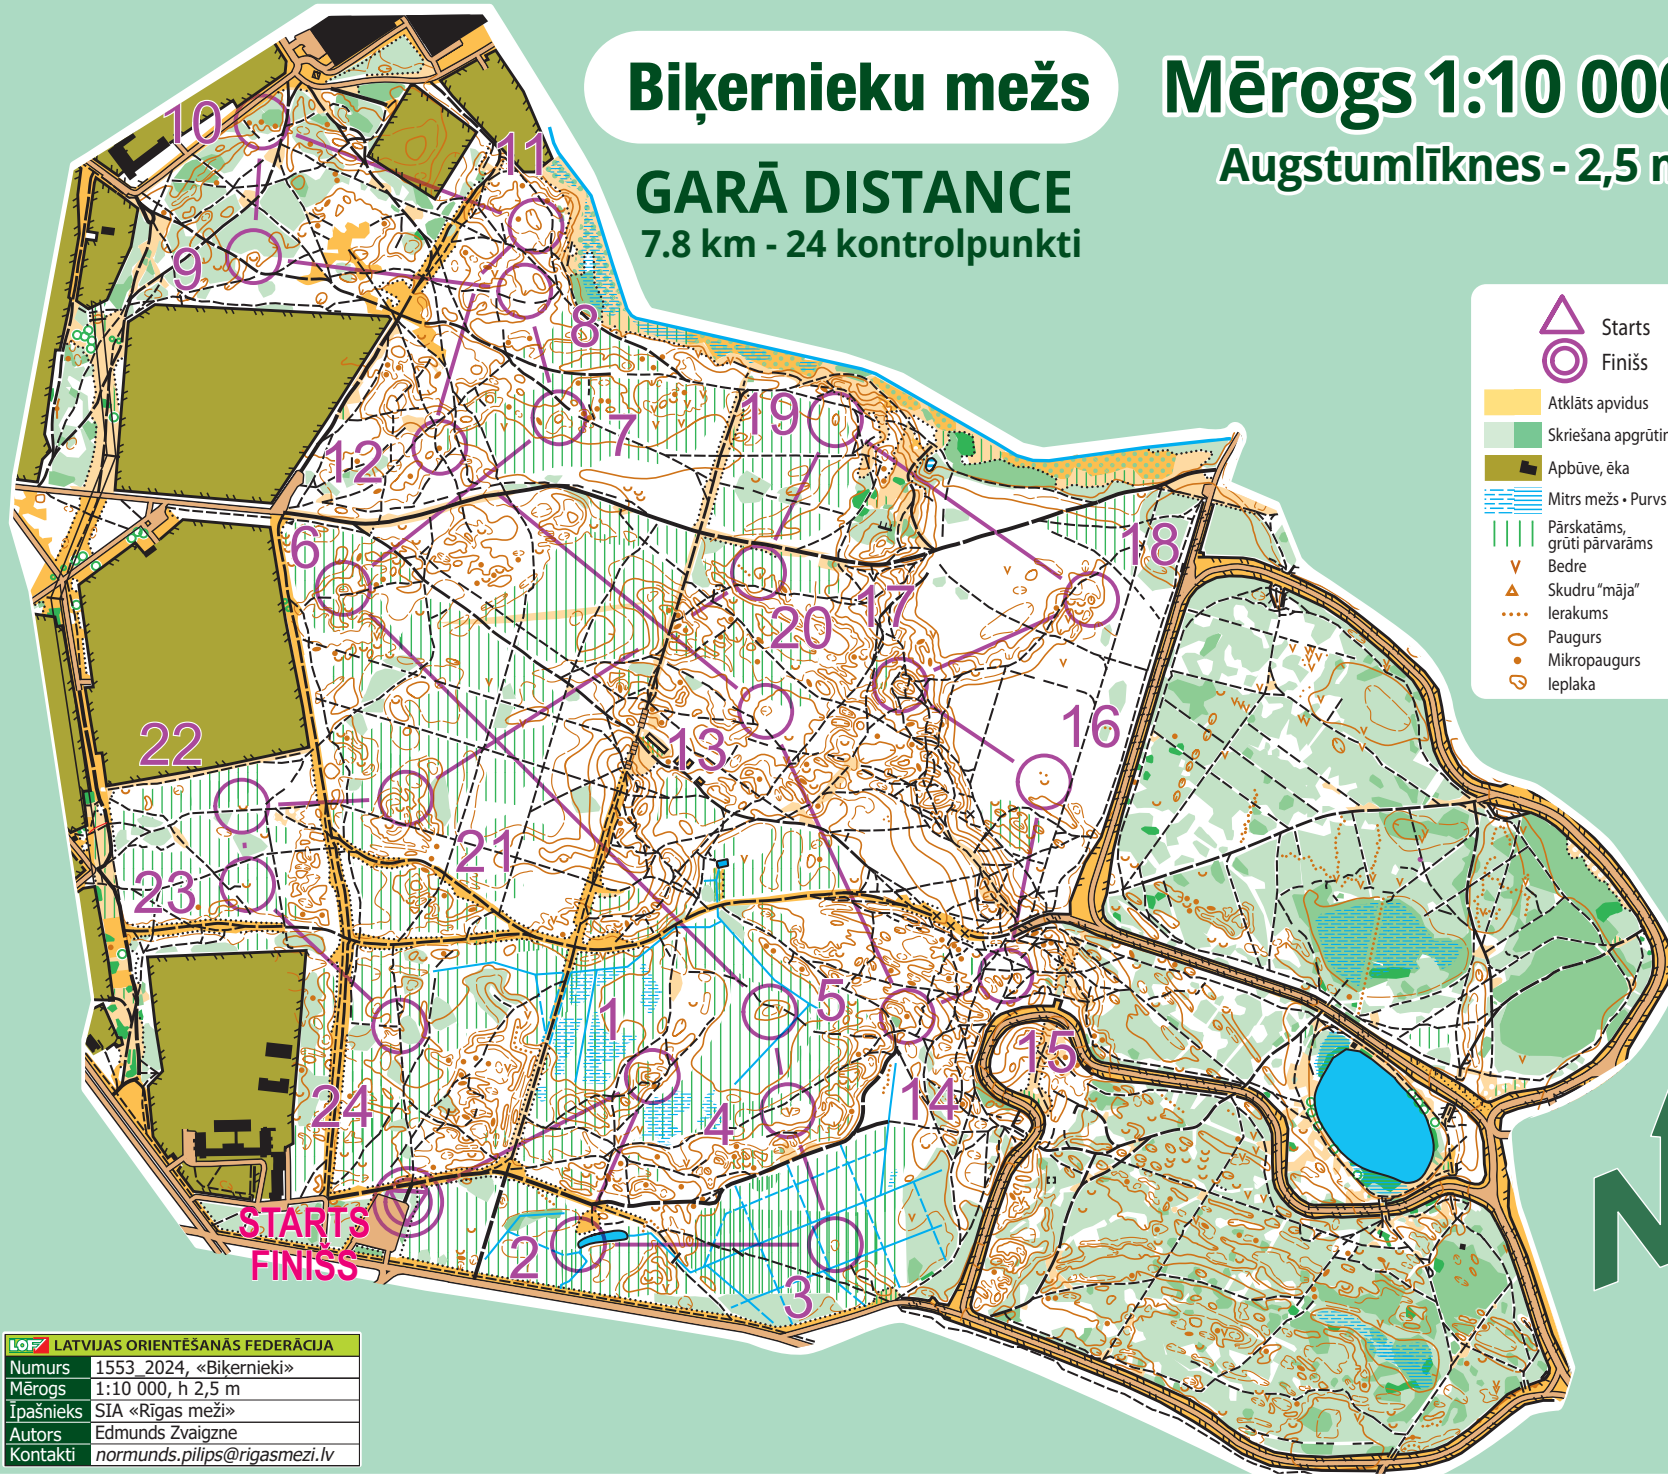 Biķernieku mežs
Mērogs 1:10 000
Augstumlīknes - 2,5
GARĀ DISTANCE
7.8 km - 24 kontrolpunkti
Starts
Finišs
Atklāts apvidus
Skriešana
Apbūve, ēka
Mitrs mežs • Purvs
Pārskatāms,
grūti pārvarāms
Bedre
Skudru “māja”
Ierakums
Paugurs
Mikropaugurs
Ieplaka
10
11
9
8
19
7
12
6
18
17
20
16
22
13
21
23
5
1
15
24
14
4
STARTS
FINIŠS
2
3
N
LOF LATVIJAS ORIENTĒŠANĀS FEDERĀCIJA
Numurs 1553_2024, «Biķernieki»
Mērogs 1:10 000, h 2,5 m
Īpašnieks SIA «Rīgas meži»
Autors Edmunds Zvaigzne
Kontakti normunds.pilips@rigasmezi.lv